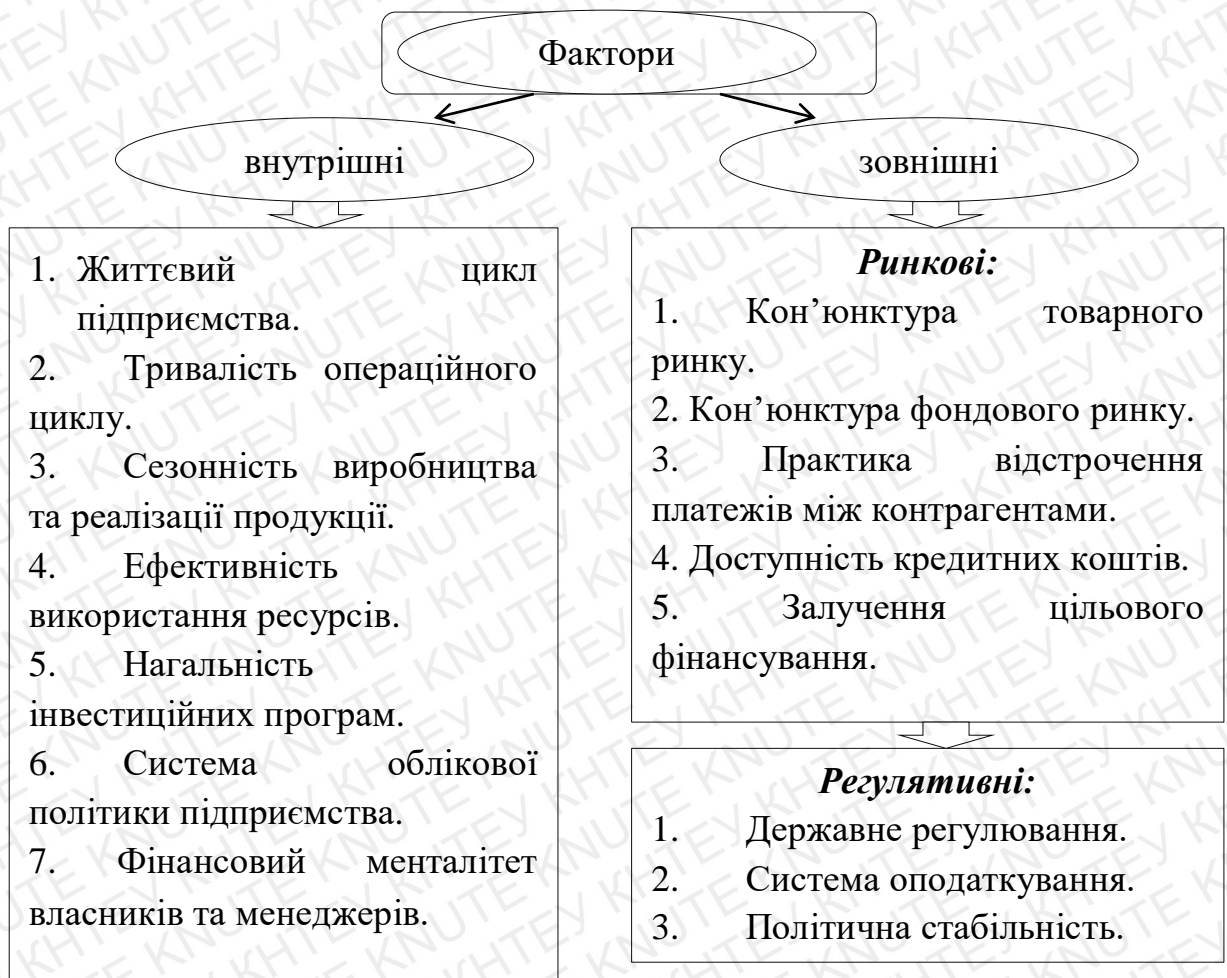 Фактори
внутрішні
зовнішні
1. Життєвий цикл
підприємства.
2. Тривалість операційного
циклу.
3. Сезонність виробництва
та реалізації продукції.
4. Ефективність
використання ресурсів.
5. Нагальність
інвестиційних програм.
6. Система облікової
політики підприємства.
7. Фінансовий менталітет
власників та менеджерів.
Ринкові:
1. Кон’юнктура товарного
ринку.
2. Кон’юнктура фондового ринку.
3. Практика відстрочення
платежів між контрагентами.
4. Доступність кредитних коштів.
5. Залучення цільового
фінансування.
Регулятивні:
1. Державне регулювання.
2. Система оподаткування.
3. Політична стабільність.